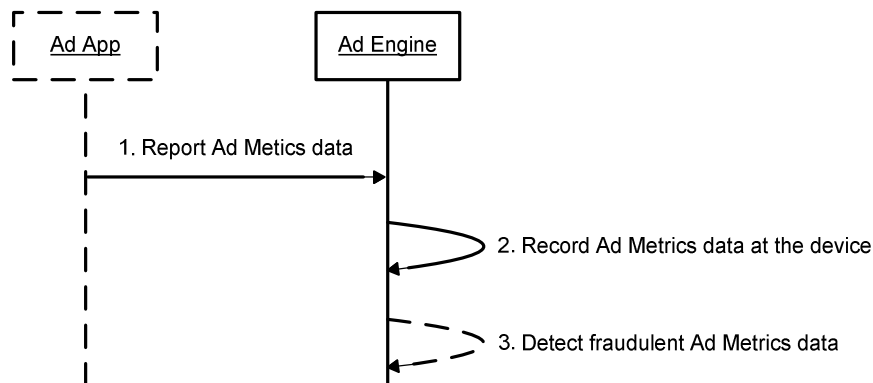 Ad App
Ad Engine
1. Report Ad Metics data
2. Record Ad Metrics data at the device
3. Detect fraudulent Ad Metrics data